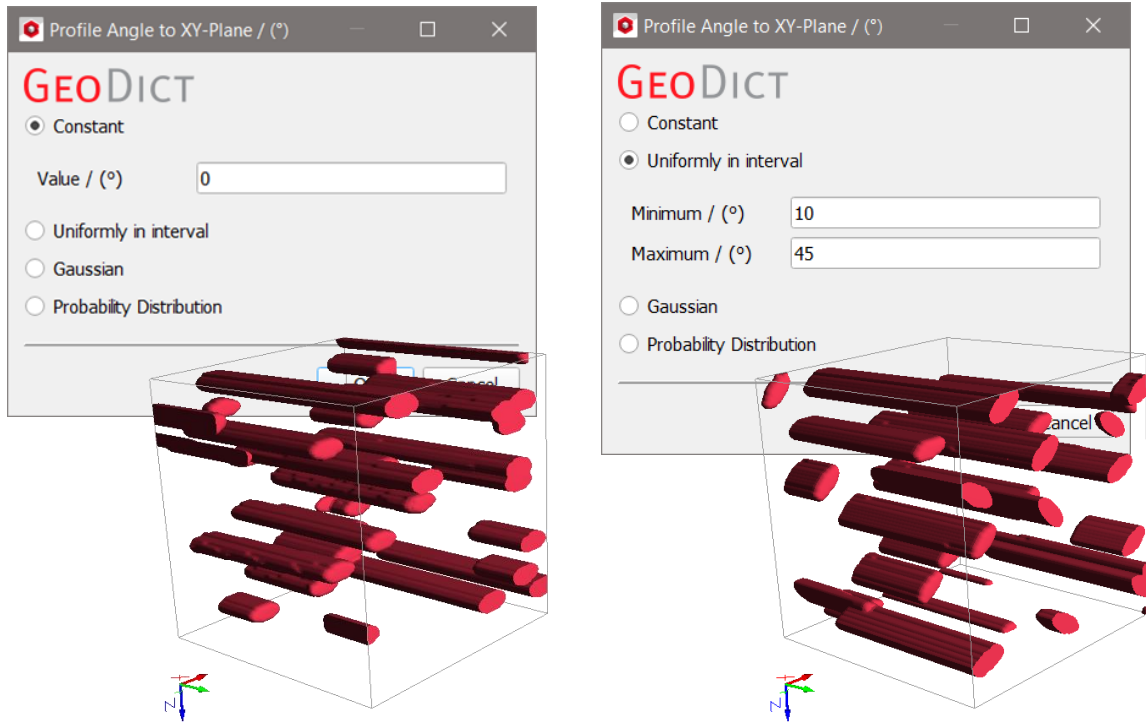 Profile Angle to XY-Plane / (°)
GEODICT
Constant
Value / (°)
0
Uniformly in interval
Gaussian
Probability Distribution
Z
Profile Angle to XY-Plane / (°)
GEODICT
Constant
Uniformly in interval
Minimum / (°)
10
Maximum / (°)
45
Gaussian
Probability Distribution
Z